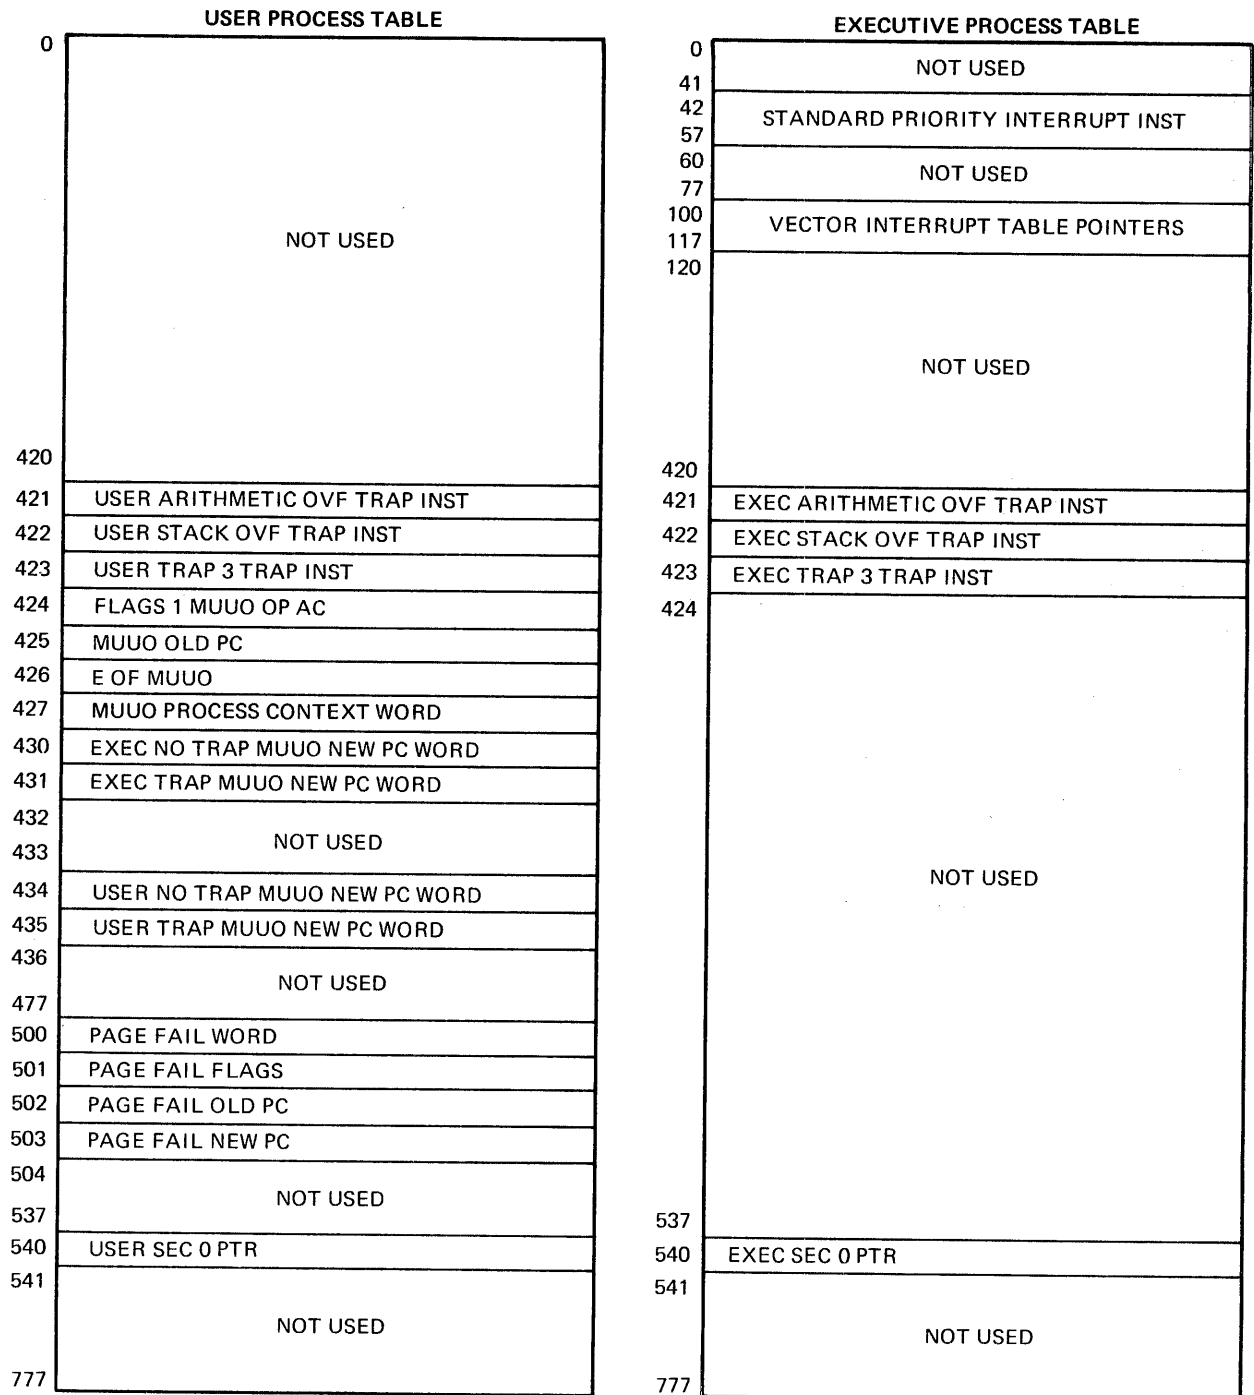 USER PROCESS TABLE
0
NOT USED
420
421 USER ARITHMETIC OVF TRAP INST
422 USER STACK OVF TRAP INST
423 USER TRAP 3 TRAP INST
424 FLAGS 1 MUUO OP AC
425 MUUO OLD PC
426 E OF MUUO
427 MUUO PROCESS CONTEXT WORD
430 EXEC NO TRAP MUUO NEW PC WORD
431 EXEC TRAP MUUO NEW PC WORD
432
NOT USED
433
434 USER NO TRAP MUUO NEW PC WORD
435 USER TRAP MUUO NEW PC WORD
436
NOT USED
477
500 PAGE FAIL WORD
501 PAGE FAIL FLAGS
502 PAGE FAIL OLD PC
503 PAGE FAIL NEW PC
504
NOT USED
537
540 USER SEC 0 PTR
541
NOT USED
777
EXECUTIVE PROCESS TABLE
0
NOT USED
41
42
STANDARD PRIORITY INTERRUPT INST
57
60
NOT USED
77
100
VECTOR INTERRUPT TABLE POINTERS
117
120
NOT USED
420
421 EXEC ARITHMETIC OVF TRAP INST
422 EXEC STACK OVF TRAP INST
423 EXEC TRAP 3 TRAP INST
424
NOT USED
537
540 EXEC SEC 0 PTR
541
NOT USED
777